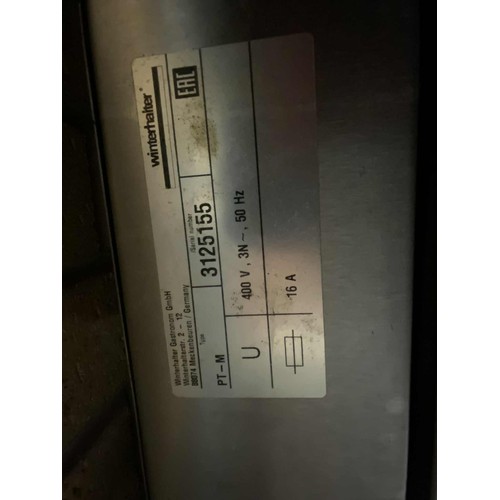 winterhalter®
EAC
Winterhalter Gastronom GmbH
Winterhalterstr. 2 - 12
88074 Meckenbeuren / Germany
Type
PT-M
Serial number
3125155
U
400 V , 3N ~, 50 Hz
16 A